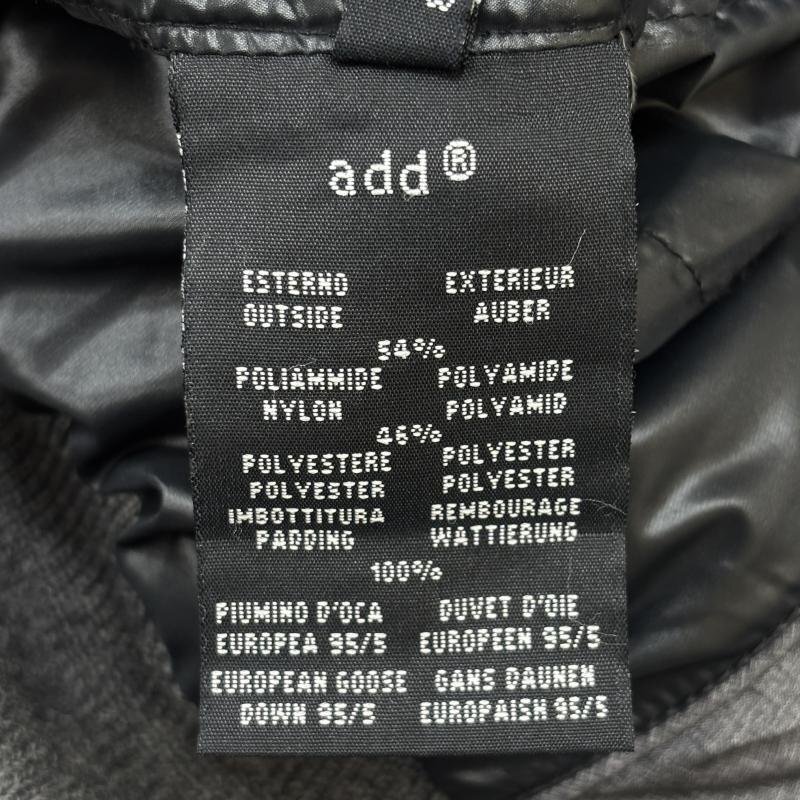 add®
ESTERNO EXTERIEUR
OUTSIDE AUBER
54%
POLIAMMIDE POLYAMIDE
NYLON POLYAMID
46%
POLYESTERE POLYESTER
POLYESTER POLYESTER
IMBOTTITURA REMBOURAGE
PADDING WATTIERUNG
100%
PIUMINO D'OCA DUVET D'OIE
EUROPEA 95/5 EUROPEEN 95/5
EUROPEAN GOOSE GANS DAUNEN
DOWN 95/5 EUROPAISH 95/5